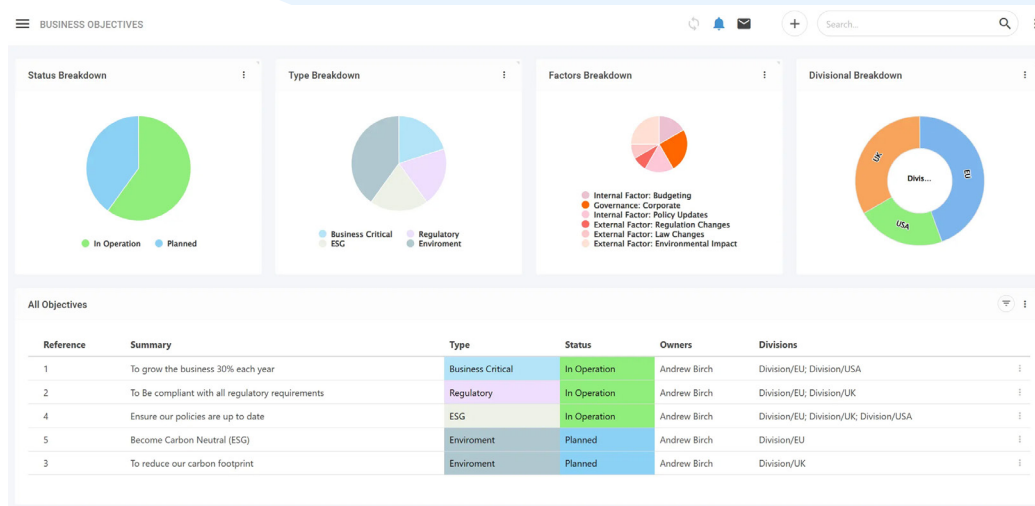 BUSINESS OBJECTIVES
Search...
Status Breakdown
In Operation Planned
Type Breakdown
Business Critical Regulatory
ESG Enviroment
Factors Breakdown
Internal Factor: Budgeting
Governance: Corporate
Internal Factor: Policy Updates
External Factor: Regulation Changes
External Factor: Law Changes
External Factor: Environmental Impact
Divisional Breakdown
UK
EU
Divis...
USA
All Objectives
Reference Summary Type Status Owners Divisions
1 To grow the business 30% each year Business Critical In Operation Andrew Birch Division/EU; Division/USA
2 To Be compliant with all regulatory requirements Regulatory In Operation Andrew Birch Division/EU; Division/UK
4 Ensure our policies are up to date ESG In Operation Andrew Birch Division/EU; Division/UK; Division/USA
5 Become Carbon Neutral (ESG) Enviroment Planned Andrew Birch Division/EU
3 To reduce our carbon footprint Enviroment Planned Andrew Birch Division/UK